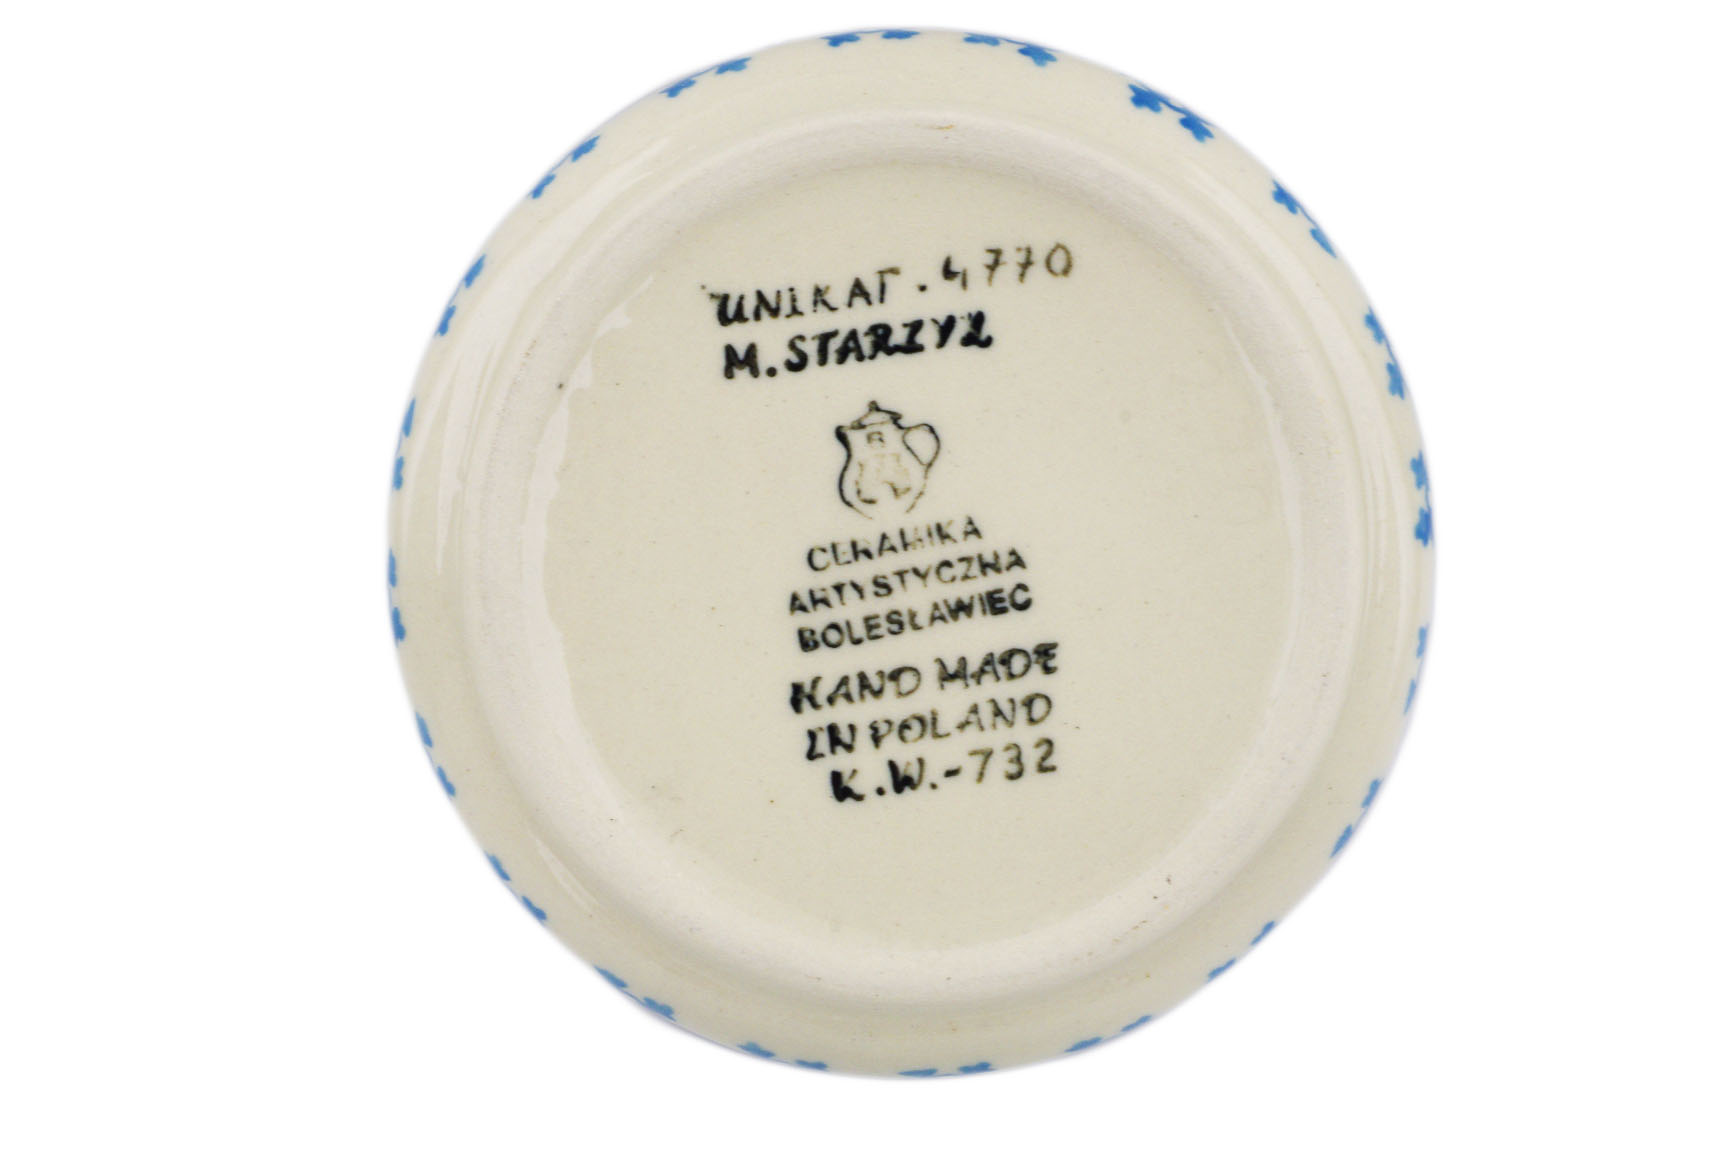 UNIKAT. 4770
M. STARZYK
CERAMIKA
ARTYSTYCZNA
BOLESŁAWIEC
HAND MADE
IN POLAND
K.W.-732